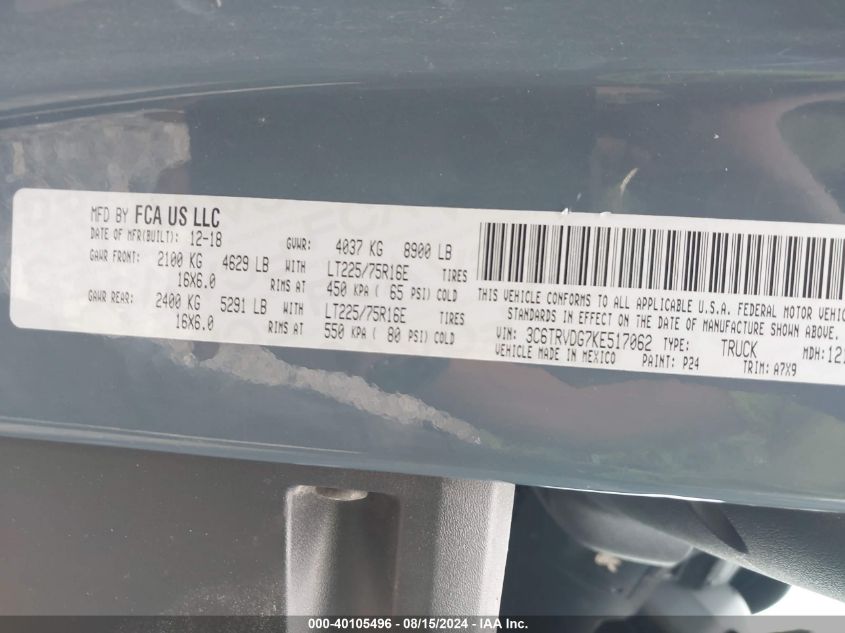 MFD BY FCA US LLC
DATE OF MFR(BUILT): 12-18 GVWR: 4037 KG 8900 LB
GAWR FRONT: 2100 KG 4629 LB WITH LT225/75R16E TIRES
16X6.0 RIMS AT 450 KPA ( 65 PSI) COLD
GAWR REAR: 2400 KG 5291 LB WITH LT225/75R16E TIRES
16X6.0 RIMS AT 550 KPA ( 80 PSI) COLD
THIS VEHICLE CONFORMS TO ALL APPLICABLE U.S.A. FEDERAL MOTOR VEHICLE
STANDARDS IN EFFECT ON THE DATE OF MANUFACTURE SHOWN ABOVE.
VIN: 3C6TRVDG7KE517062 TYPE: TRUCK MDH:
VEHICLE MADE IN MEXICO PAINT: P24 TRIM: A7X9
000-40105496 - 08/15/2024 - IAA Inc.